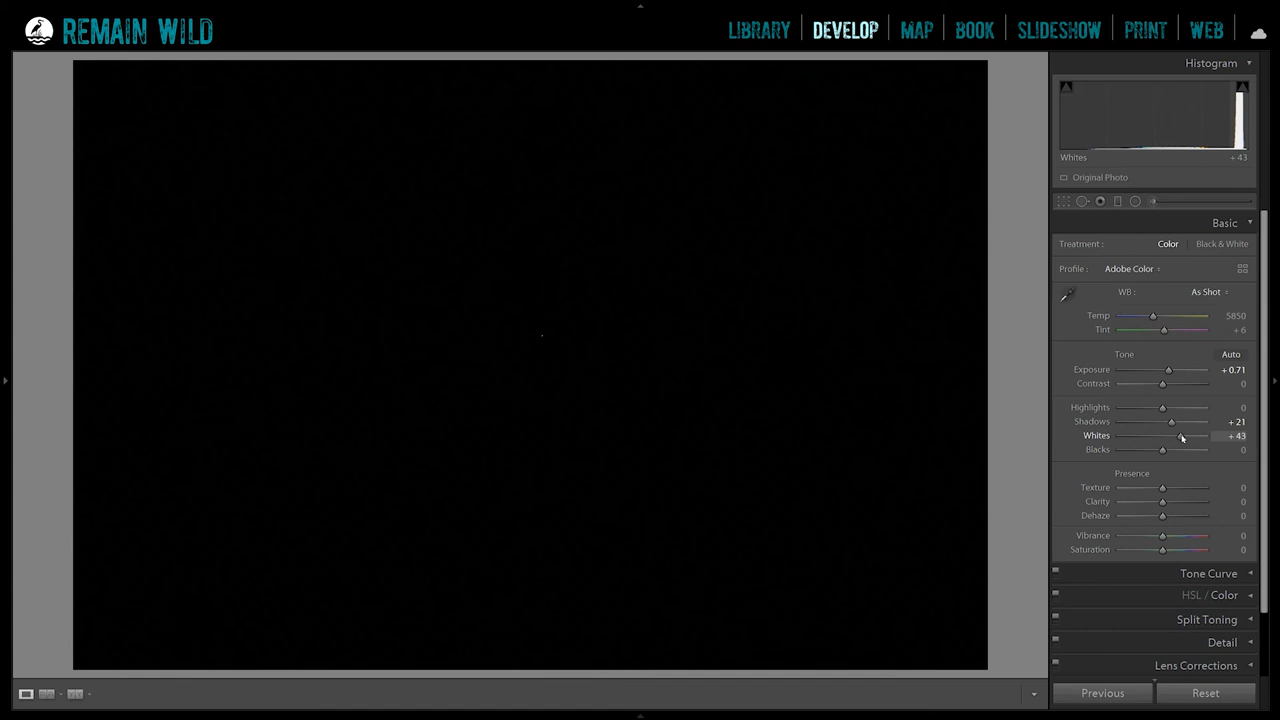 REMAIN WILD
LIBRARY DEVELOP MAP BOOK SLIDESHOW PRINT WEB
Histogram
Whites +43
Original Photo
Basic
Treatment: Color Black & White
Profile: Adobe Color
WB: As Shot
Temp 5850
Tint +6
Tone Auto
Exposure +0.71
Contrast 0
Highlights 0
Shadows +21
Whites +43
Blacks 0
Presence
Texture 0
Clarity 0
Dehaze 0
Vibrance 0
Saturation 0
Tone Curve
HSL / Color
Split Toning
Detail
Lens Corrections
Previous Reset